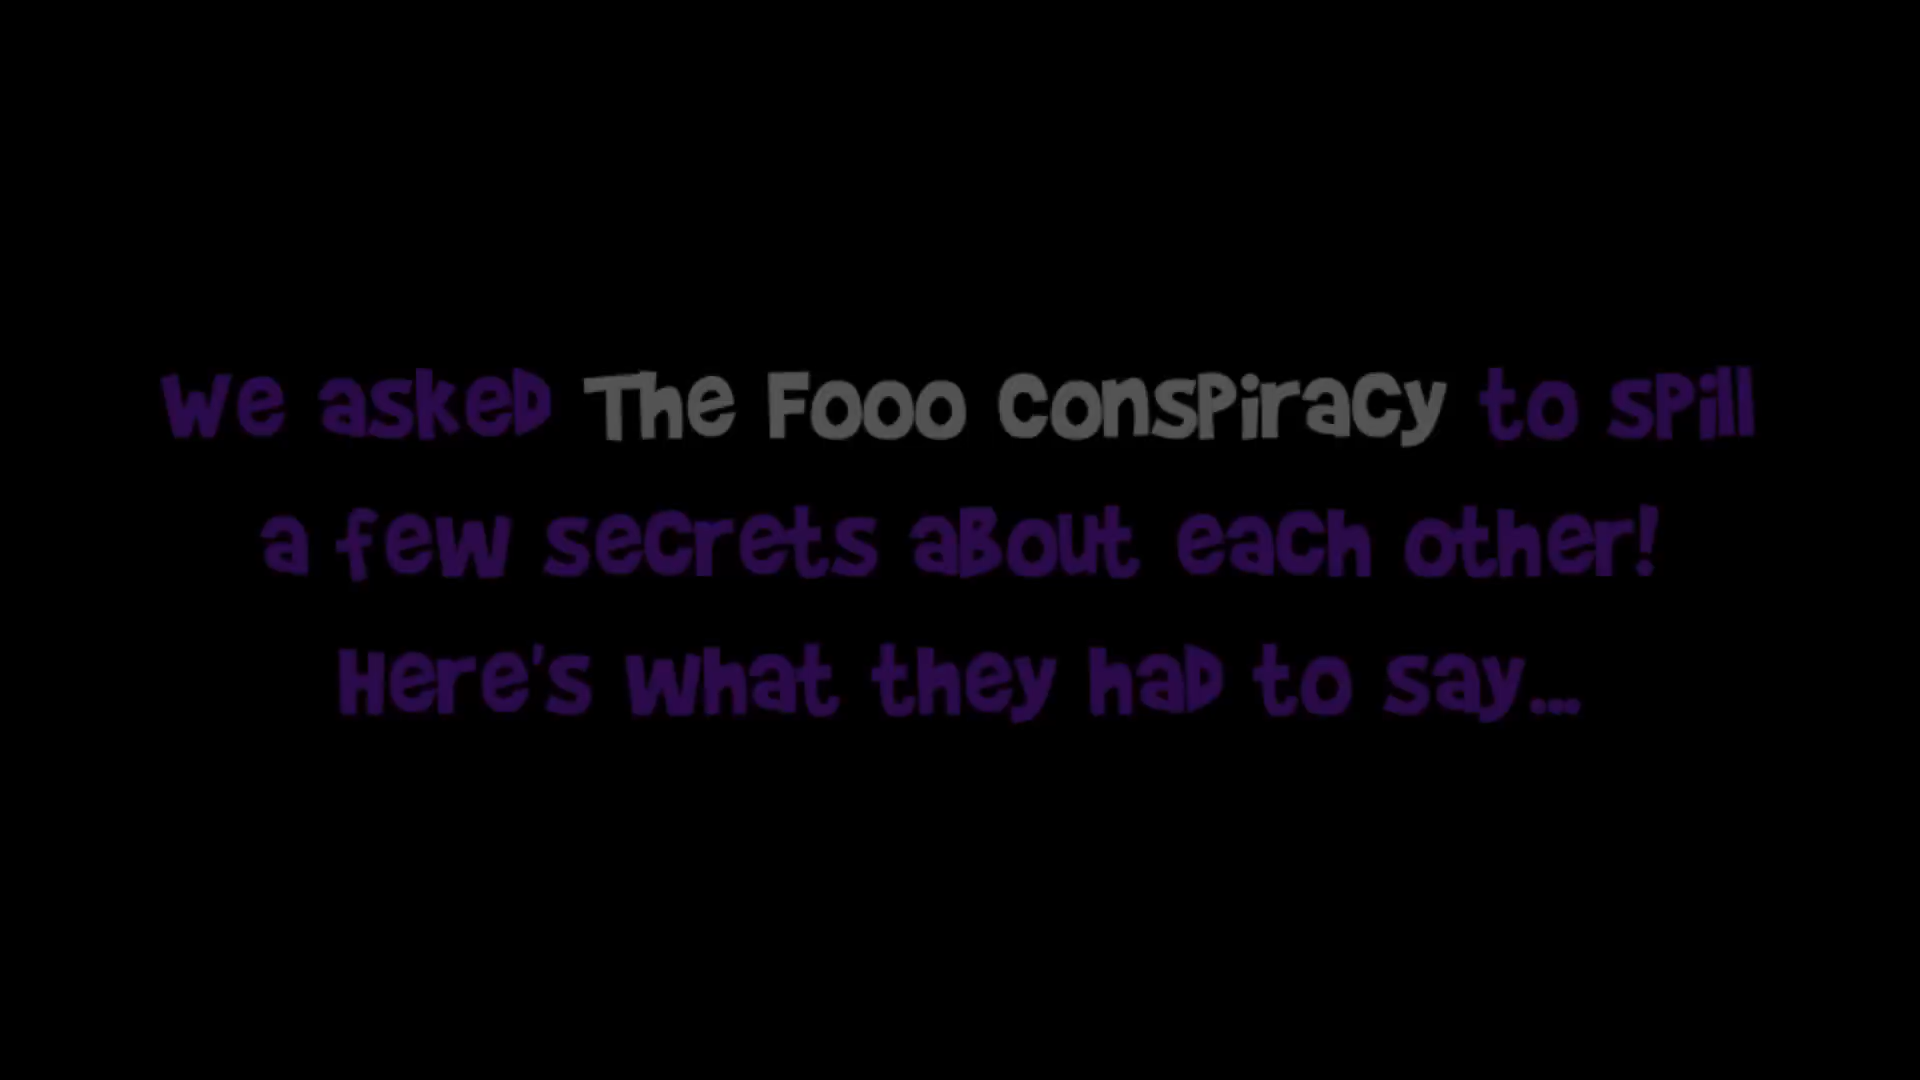 We asked The Fooo Conspiracy to spill
a few secrets about each other!
Here's what they had to say...